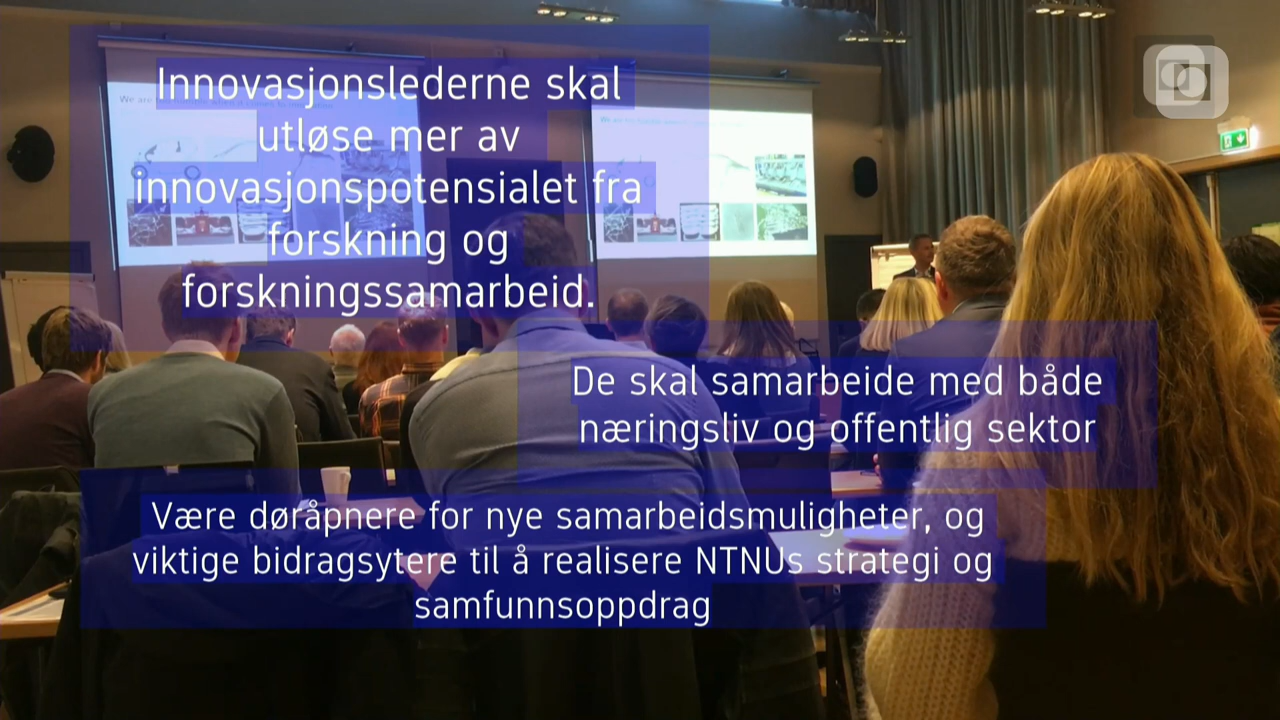 Innovasjonslederne skal
utløse mer av
innovasjonspotensialet fra
forskning og
forskningssamarbeid.
De skal samarbeide med både
næringsliv og offentlig sektor
Være døråpnere for nye samarbeidsmuligheter, og
viktige bidragsytere til å realisere NTNUs strategi og
samfunnsoppdrag